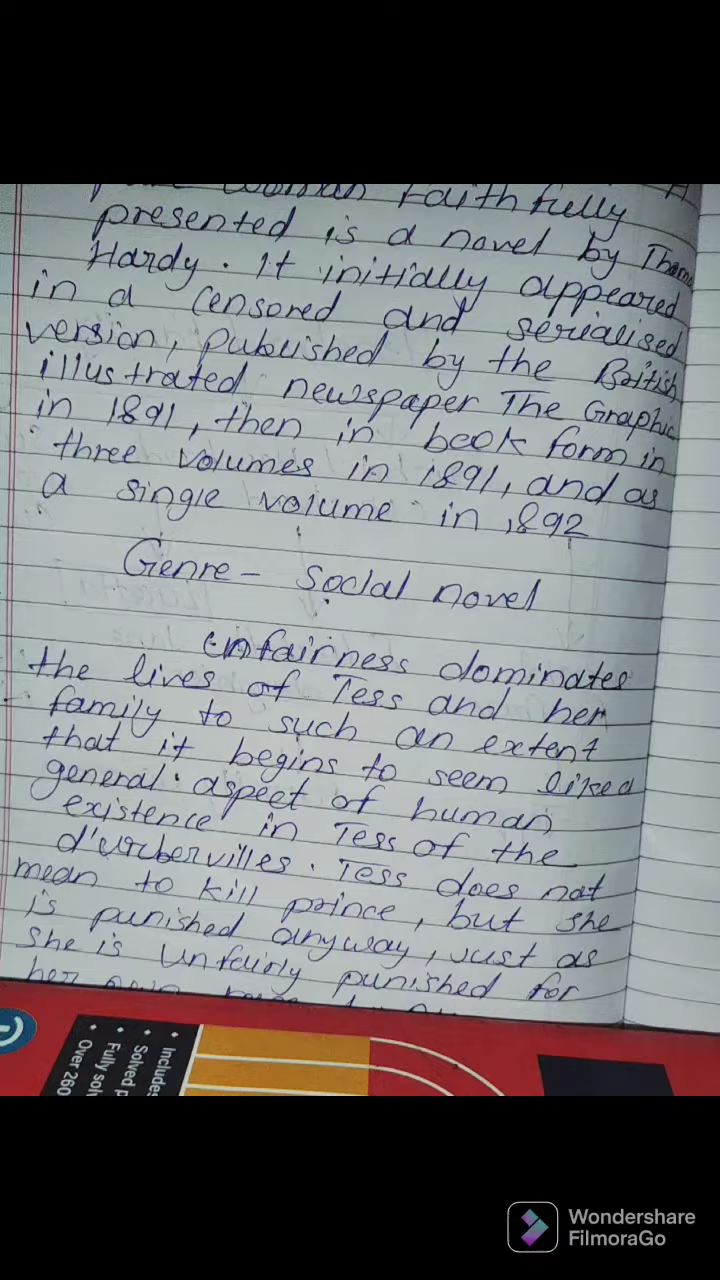 woman faithfully
presented is a novel by Thom
Hardy. It initially appeared
in a censored and serialised
version, published by the British
illustrated newspaper The Graphic
in 1891, then in book form in
three volumes in 1891, and as
a single volume in 1892
Genre - Social novel
Unfairness dominates
the lives of Tess and her
family to such an extent
that it begins to seem like a
general aspect of human
existence in Tess of the
d'urbervilles. Tess does not
mean to kill prince, but she
is punished anyway, just as
she is unfairly punished for
her own
• Includes
• Solved p
• Fully sol
• Over 260
Wondershare
FilmoraGo